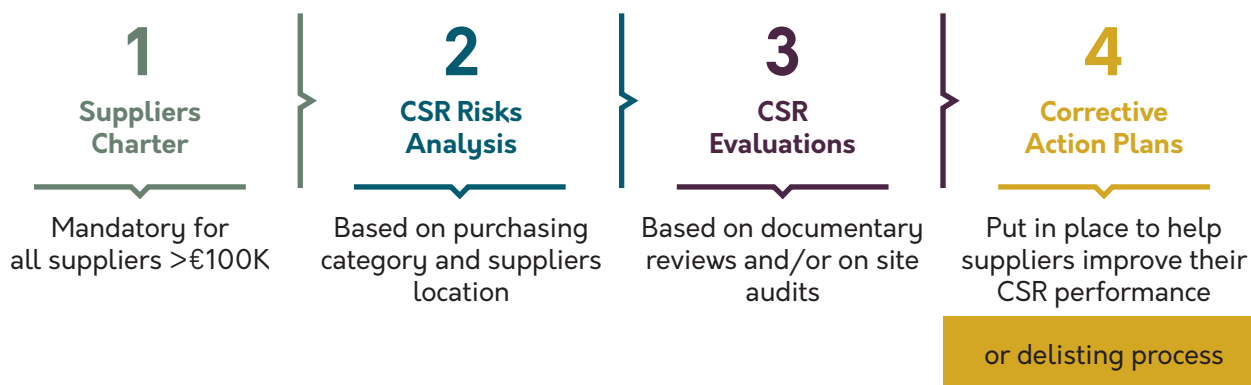 1
Suppliers
Charter
Mandatory for
all suppliers >€100K
2
CSR Risks
Analysis
Based on purchasing
category and suppliers
location
3
CSR
Evaluations
Based on documentary
reviews and/or on site
audits
4
Corrective
Action Plans
Put in place to help
suppliers improve their
CSR performance
or delisting process